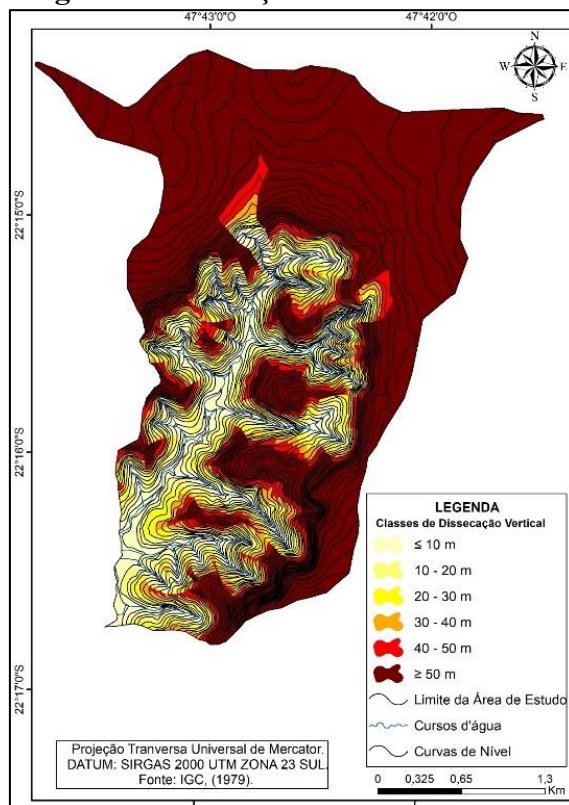 47°43'0"O
47°42'0"O
N
W E
S
22°15'0"S
22°16'0"S
22°17'0"S
LEGENDA
Classes de Dissecação Vertical
≤ 10 m
10 - 20 m
20 - 30 m
30 - 40 m
40 - 50 m
≥ 50 m
Limite da Área de Estudo
Cursos d'água
Curvas de Nível
Projeção Tranversa Universal de Mercator.
DATUM: SIRGAS 2000 UTM ZONA 23 SUL.
Fonte: IGC, (1979).
0 0,325 0,65 1,3
Km